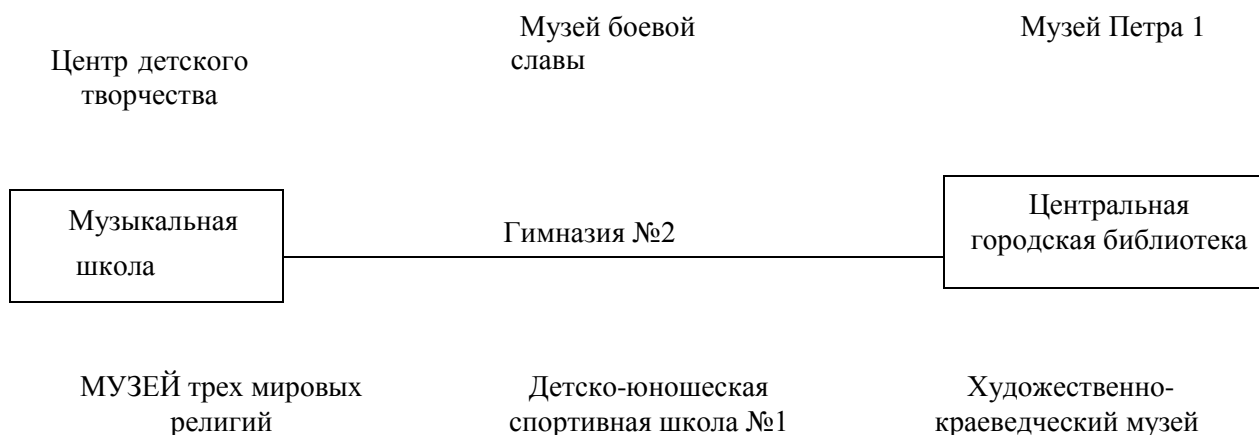 Центр детского
творчества
Музей боевой
славы
Музей Петра 1
Музыкальная
школа
Гимназия №2
Центральная
городская библиотека
МУЗЕЙ трех мировых
религий
Детско-юношеская
спортивная школа №1
Художественно-
краеведческий музей